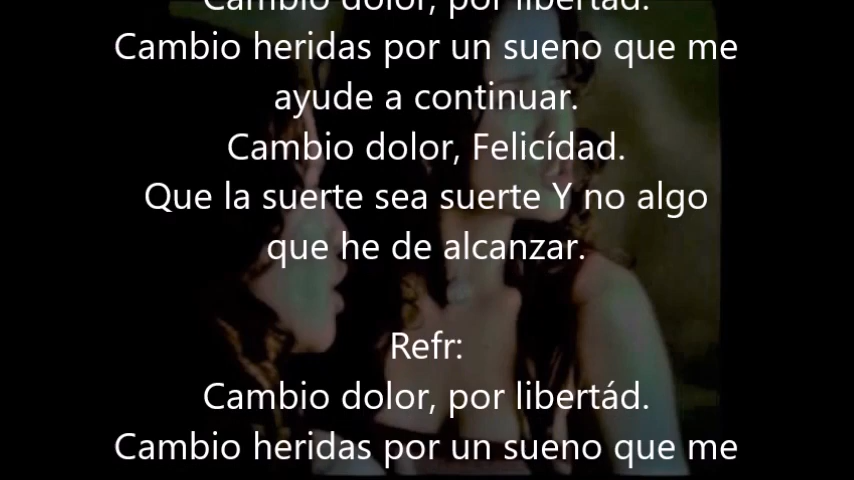 Cambio dolor, por libertád.
Cambio heridas por un sueno que me
ayude a continuar.
Cambio dolor, Felicídad.
Que la suerte sea suerte Y no algo
que he de alcanzar.
Refr:
Cambio dolor, por libertád.
Cambio heridas por un sueno que me